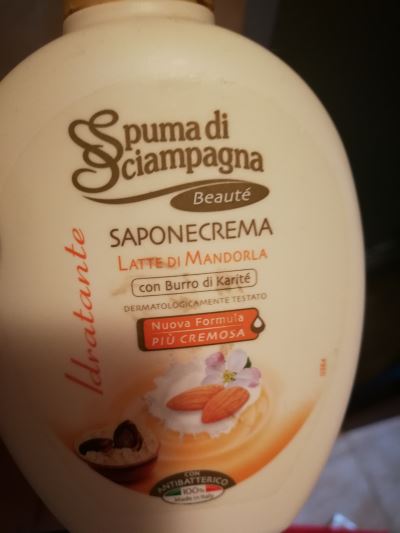 Spuma di
Sciampagna
Beauté
SAPONECREMA
LATTE DI MANDORLA
con Burro di Karité
DERMATOLOGICAMENTE TESTATO
Nuova Formula
PIÙ CREMOSA
Idratante
CON
ANTIBATTERICO
100%
Made in Italy